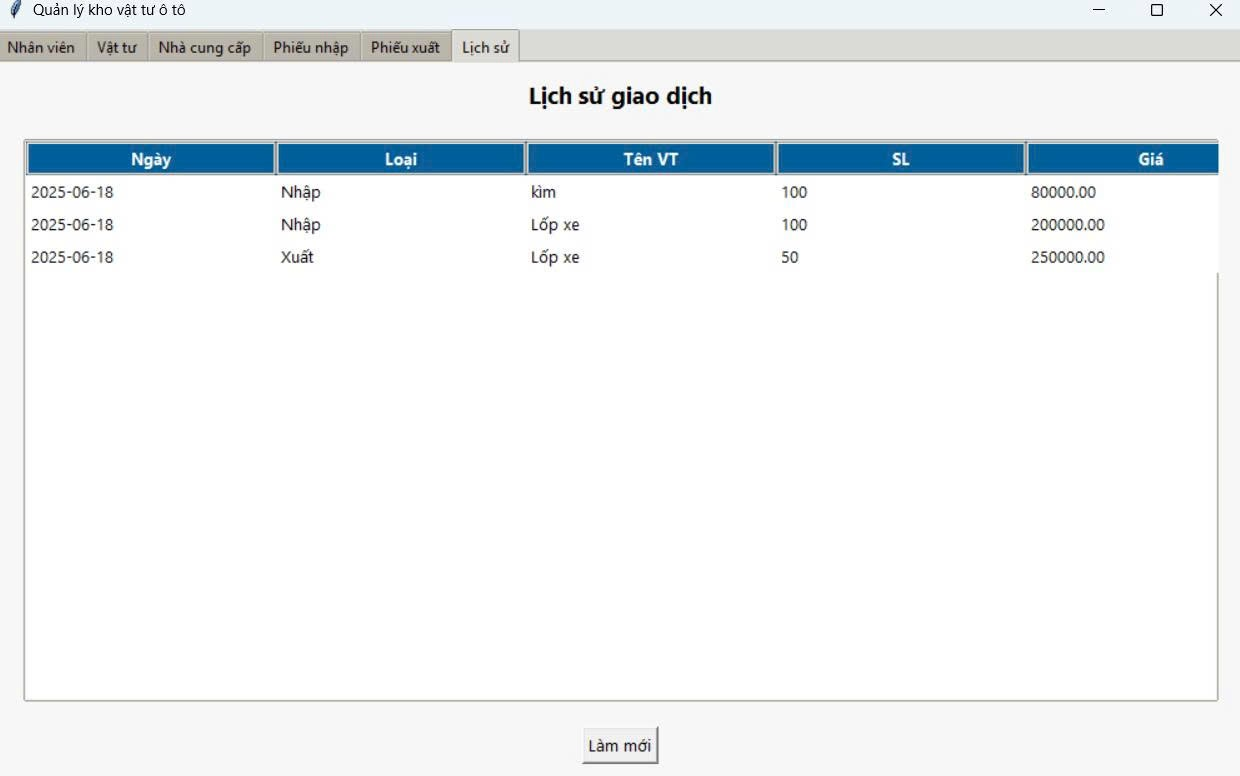 Quản lý kho vật tư ô tô
Nhân viên Vật tư Nhà cung cấp Phiếu nhập Phiếu xuất Lịch sử
Lịch sử giao dịch
Ngày Loại Tên VT SL Giá
2025-06-18 Nhập kìm 100 80000.00
2025-06-18 Nhập Lốp xe 100 200000.00
2025-06-18 Xuất Lốp xe 50 250000.00
Làm mới